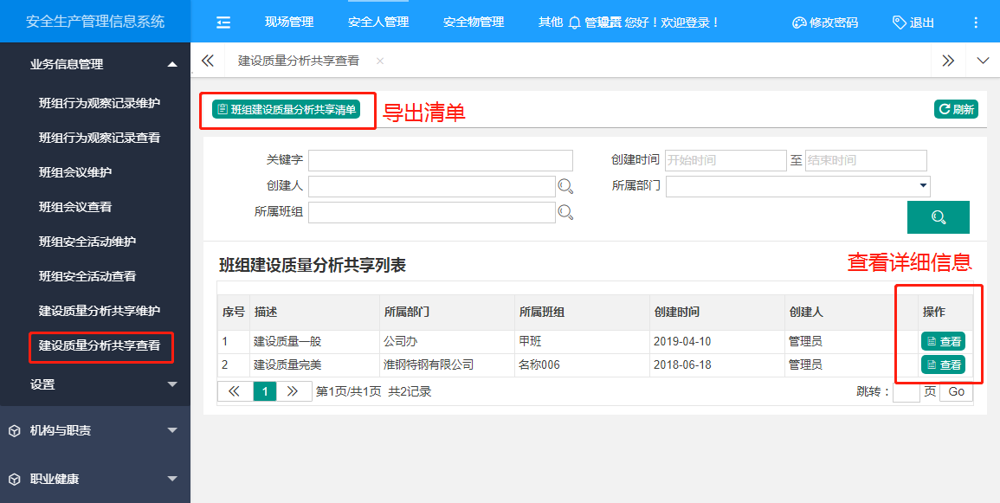 安全生产管理信息系统
现场管理 安全人管理 安全物管理 其他 您好！欢迎登录！ 修改密码 退出
业务信息管理
建设质量分析共享查看 ×
班组行为观察记录维护
班组建设质量分析共享清单 导出清单 刷新
班组行为观察记录查看
关键字 创建时间 开始时间 至 结束时间
班组会议维护
创建人 所属部门
班组会议查看
所属班组
班组安全活动维护
班组建设质量分析共享列表 查看详细信息
班组安全活动查看
建设质量分析共享维护
序号 描述 所属部门 所属班组 创建时间 创建人 操作
建设质量分析共享查看
1 建设质量一般 公司办 甲班 2019-04-10 管理员 查看
2 建设质量完美 淮钢特钢有限公司 名称006 2018-06-18 管理员 查看
设置
1 第1页/共1页 共2记录 跳转： 页 Go
机构与职责
职业健康